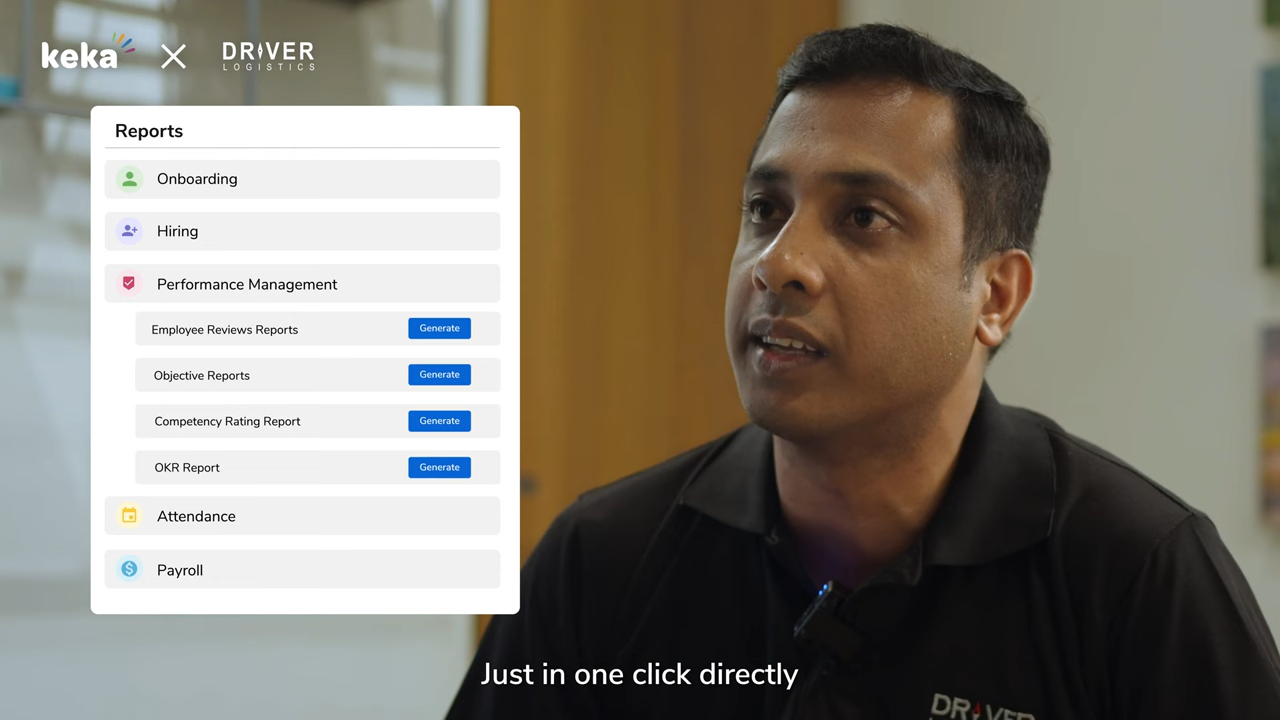 keka
DRIVER
LOGISTICS
Reports
Onboarding
Hiring
Performance Management
Employee Reviews Reports
Generate
Objective Reports
Generate
Competency Rating Report
Generate
OKR Report
Generate
Attendance
Payroll
Just in one click directly
DRIVER